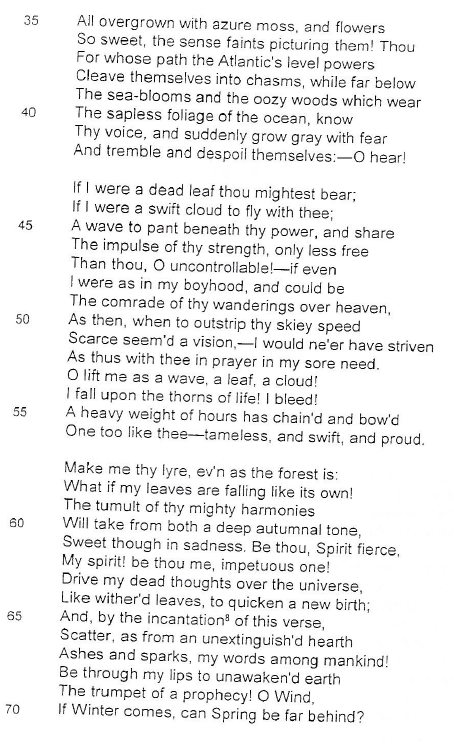 35 All overgrown with azure moss, and flowers
So sweet, the sense faints picturing them! Thou
For whose path the Atlantic's level powers
Cleave themselves into chasms, while far below
The sea-blooms and the oozy woods which wear
40 The sapless foliage of the ocean, know
Thy voice, and suddenly grow gray with fear
And tremble and despoil themselves:—O hear!
If I were a dead leaf thou mightest bear;
If I were a swift cloud to fly with thee;
45 A wave to pant beneath thy power, and share
The impulse of thy strength, only less free
Than thou, O uncontrollable!—if even
I were as in my boyhood, and could be
The comrade of thy wanderings over heaven,
50 As then, when to outstrip thy skiey speed
Scarce seem'd a vision,—I would ne'er have striven
As thus with thee in prayer in my sore need.
O lift me as a wave, a leaf, a cloud!
I fall upon the thorns of life! I bleed!
55 A heavy weight of hours has chain'd and bow'd
One too like thee—tameless, and swift, and proud.
Make me thy lyre, ev'n as the forest is:
What if my leaves are falling like its own!
The tumult of thy mighty harmonies
60 Will take from both a deep autumnal tone,
Sweet though in sadness. Be thou, Spirit fierce,
My spirit! be thou me, impetuous one!
Drive my dead thoughts over the universe,
Like wither'd leaves, to quicken a new birth;
65 And, by the incantation⁸ of this verse,
Scatter, as from an unextinguish'd hearth
Ashes and sparks, my words among mankind!
Be through my lips to unawaken'd earth
The trumpet of a prophecy! O Wind,
70 If Winter comes, can Spring be far behind?